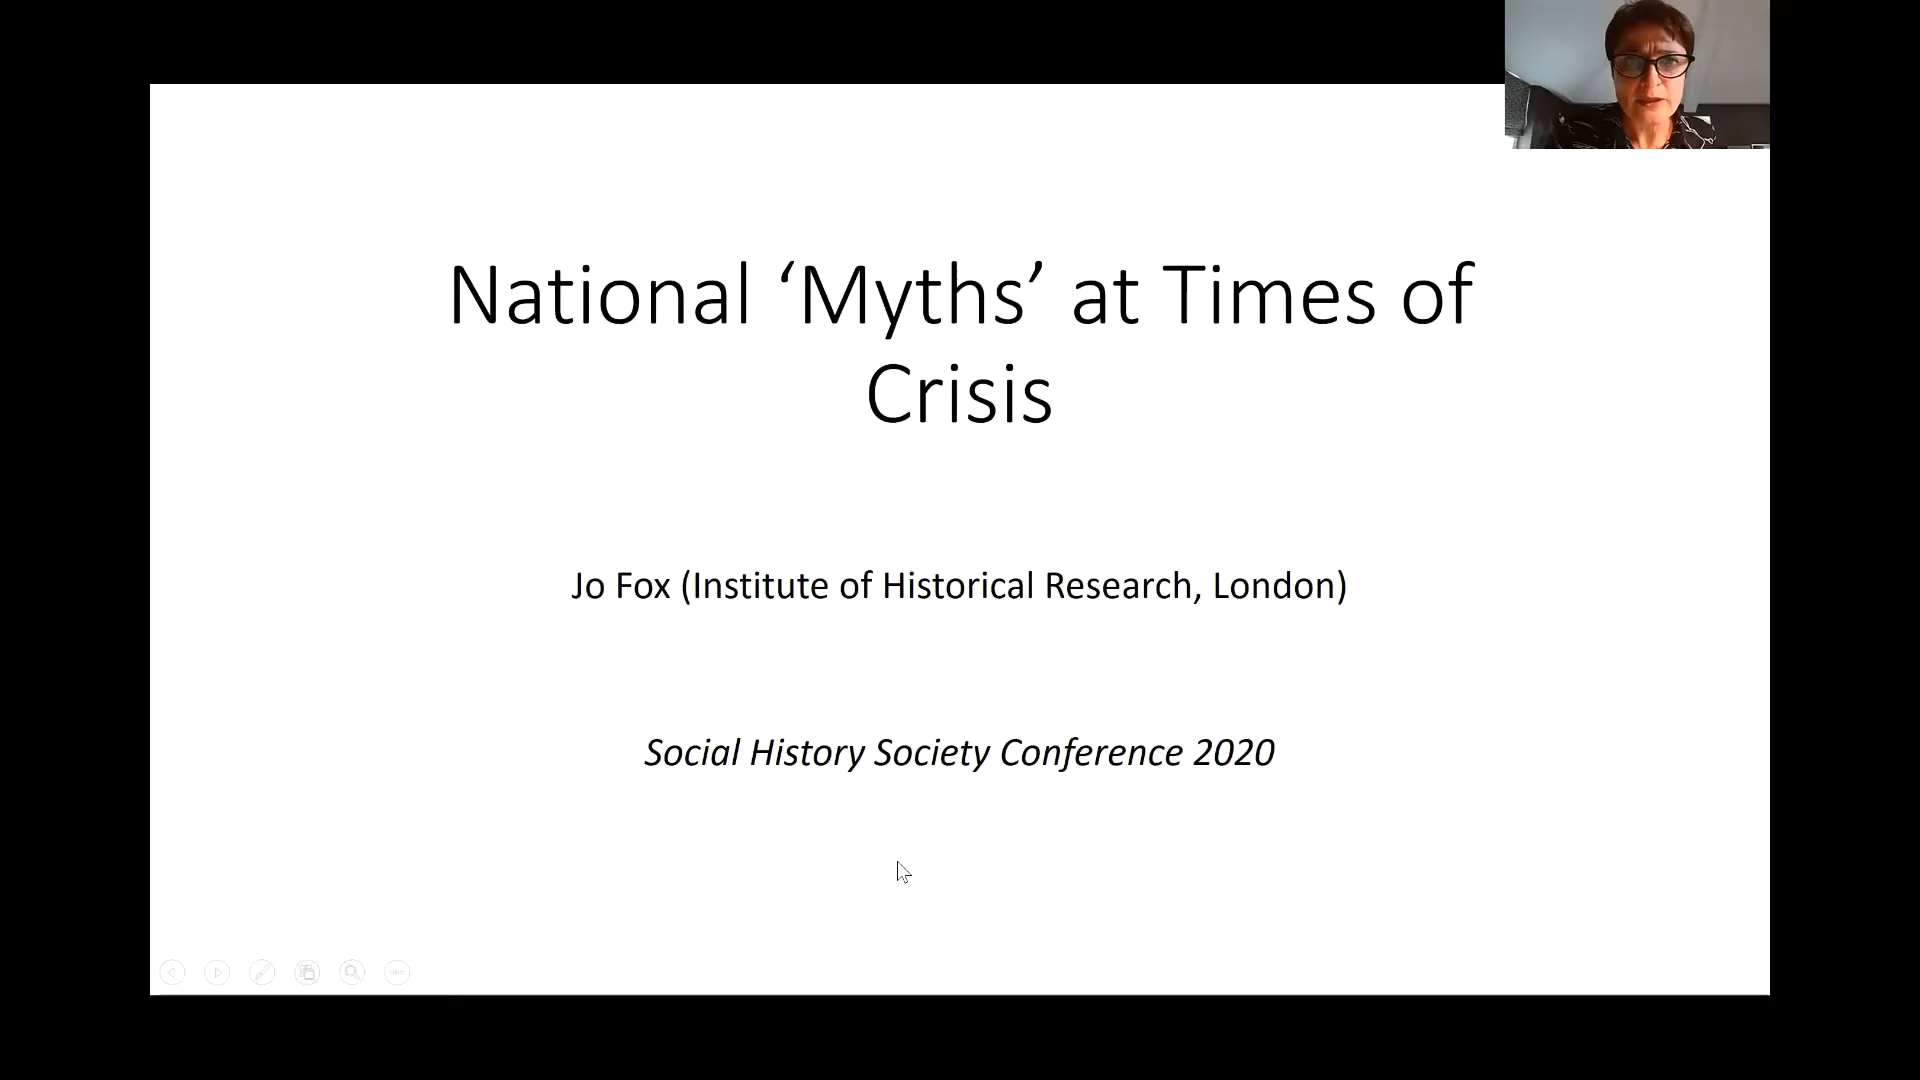 National ‘Myths’ at Times of
Crisis
Jo Fox (Institute of Historical Research, London)
Social History Society Conference 2020